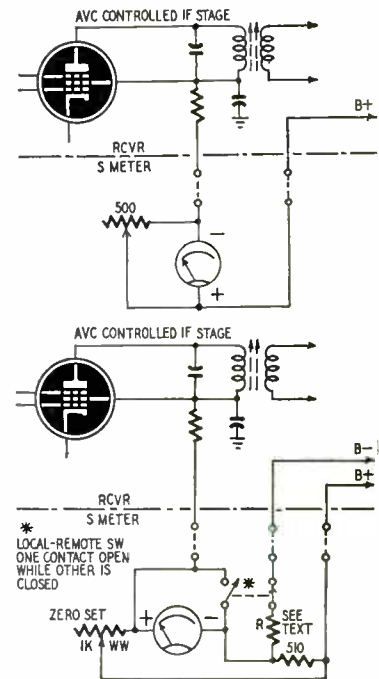 AVC CONTROLLED IF STAGE
B+
RCVR
S METER
500
−
+
AVC CONTROLLED IF STAGE
B−
B+
RCVR
S METER
*
LOCAL-REMOTE SW
ONE CONTACT OPEN
WHILE OTHER IS
CLOSED
*
ZERO SET
+
−
R
SEE
TEXT
1K WW
510